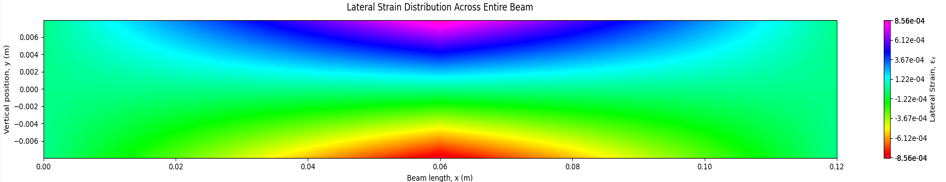 Lateral Strain Distribution Across Entire Beam
Vertical position, y (m)
0.006
0.004
0.002
0.000
−0.002
−0.004
−0.006
0.00 0.02 0.04 0.06 0.08 0.10 0.12
Beam length, x (m)
8.56e-04
6.12e-04
3.67e-04
1.22e-04
-1.22e-04
-3.67e-04
-6.12e-04
-8.56e-04
Lateral Strain, εᵧ